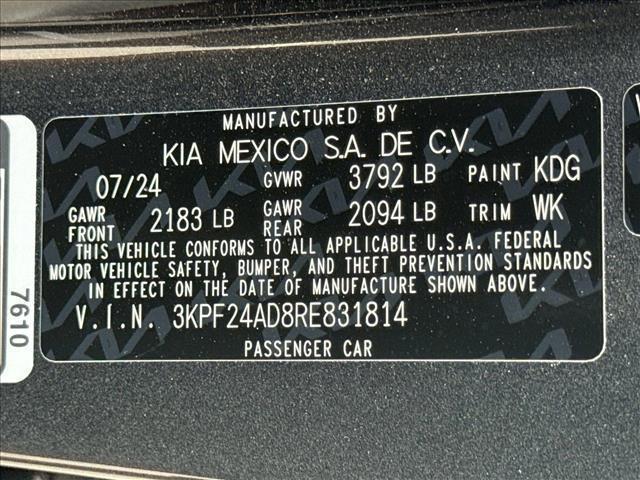 MANUFACTURED BY
KIA MEXICO S.A. DE C.V.
07/24 GVWR 3792 LB PAINT KDG
GAWR FRONT 2183 LB GAWR REAR 2094 LB TRIM WK
THIS VEHICLE CONFORMS TO ALL APPLICABLE U.S.A. FEDERAL
MOTOR VEHICLE SAFETY, BUMPER, AND THEFT PREVENTION STANDARDS
IN EFFECT ON THE DATE OF MANUFACTURE SHOWN ABOVE.
V.I.N. 3KPF24AD8RE831814
PASSENGER CAR
7610